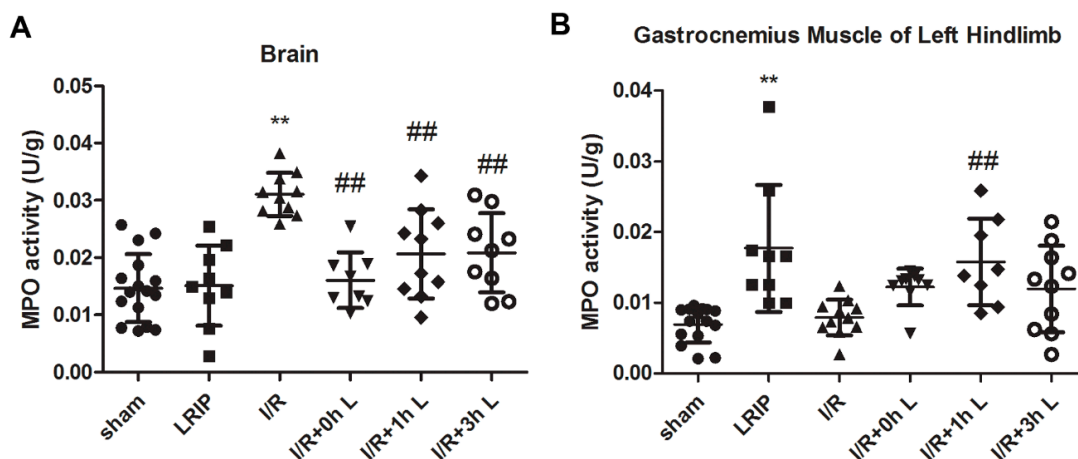 A
Brain
MPO activity (U/g)
0.05
0.04
0.03
0.02
0.01
0.00
**
##
##
##
sham
LRIP
I/R
I/R+0h L
I/R+1h L
I/R+3h L
B
Gastrocnemius Muscle of Left Hindlimb
MPO activity (U/g)
0.04
0.03
0.02
0.01
0.00
**
##
sham
LRIP
I/R
I/R+0h L
I/R+1h L
I/R+3h L